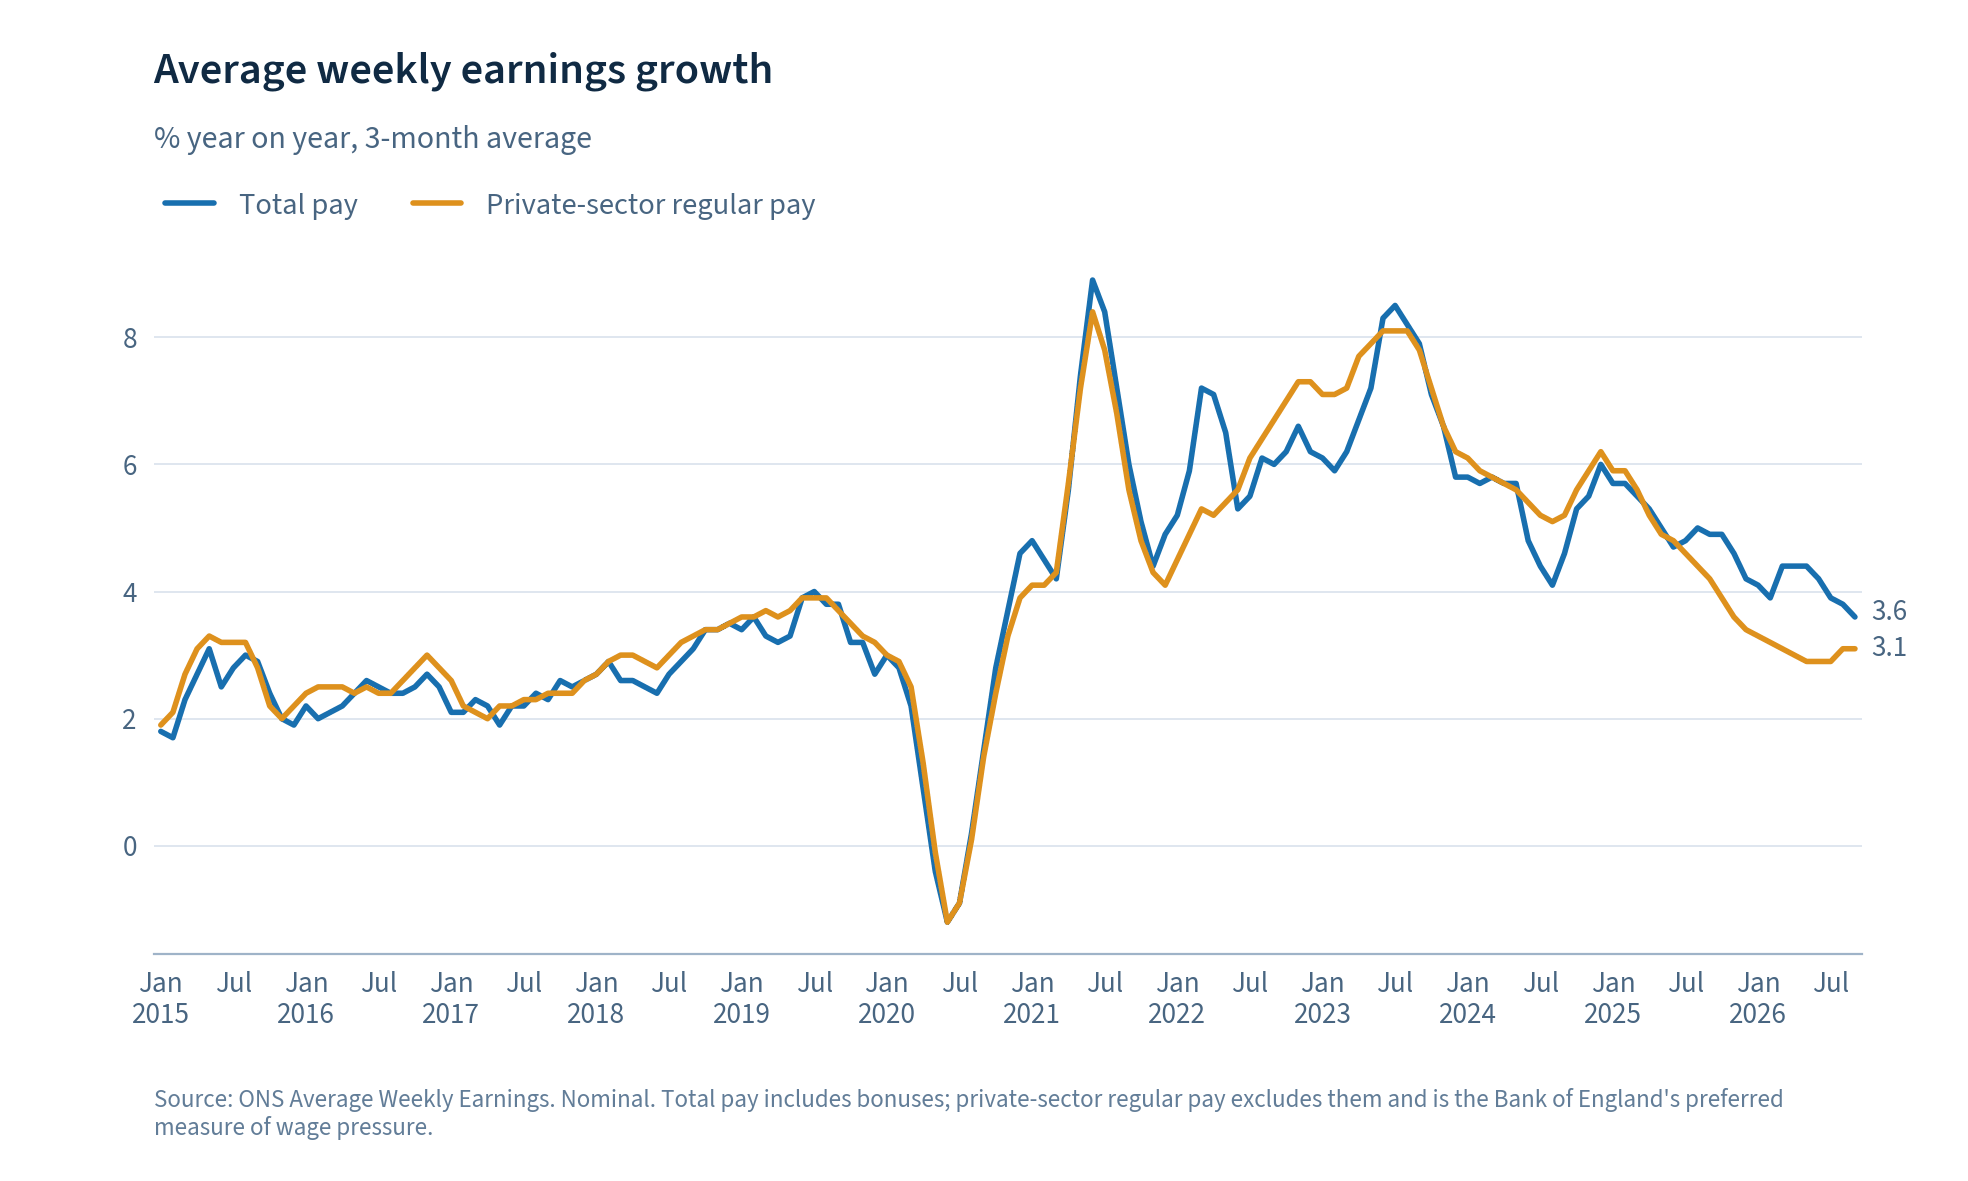 Average weekly earnings growth
% year on year, 3-month average
Total pay Private-sector regular pay
8
6
4
2
0
3.6
3.1
Jan Jul Jan Jul Jan Jul Jan Jul Jan Jul Jan Jul Jan Jul Jan Jul Jan Jul Jan Jul Jan Jul Jan Jul
2015 2016 2017 2018 2019 2020 2021 2022 2023 2024 2025 2026
Source: ONS Average Weekly Earnings. Nominal. Total pay includes bonuses; private-sector regular pay excludes them and is the Bank of England's preferred
measure of wage pressure.